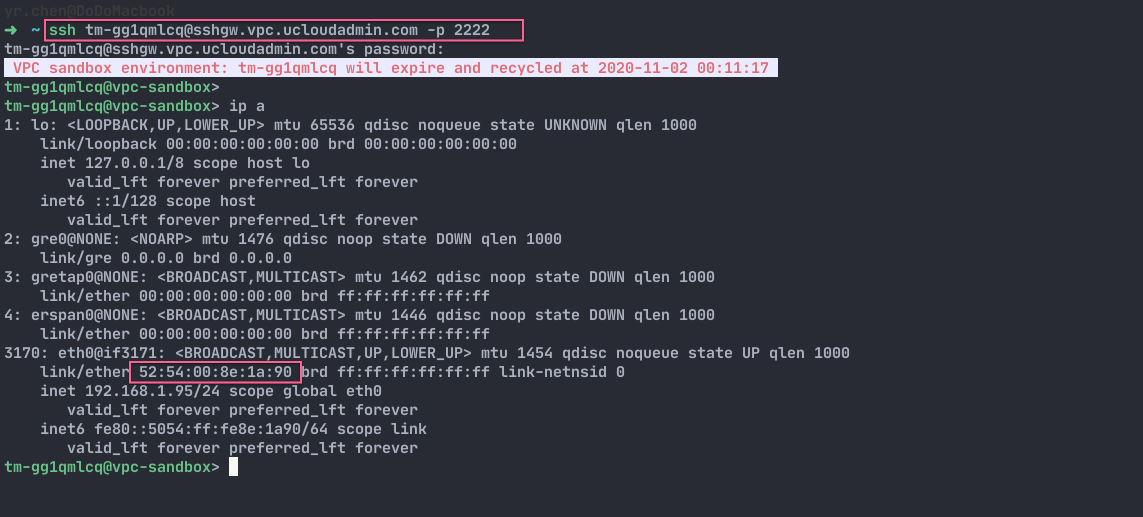 yr.chen@DoDoMacbook
➜ ~ ssh tm-gg1qmlcq@sshgw.vpc.ucloudadmin.com -p 2222
tm-gg1qmlcq@sshgw.vpc.ucloudadmin.com's password:
VPC sandbox environment: tm-gg1qmlcq will expire and recycled at 2020-11-02 00:11:17
tm-gg1qmlcq@vpc-sandbox>
tm-gg1qmlcq@vpc-sandbox> ip a
1: lo: <LOOPBACK,UP,LOWER_UP> mtu 65536 qdisc noqueue state UNKNOWN qlen 1000
link/loopback 00:00:00:00:00:00 brd 00:00:00:00:00:00
inet 127.0.0.1/8 scope host lo
valid_lft forever preferred_lft forever
inet6 ::1/128 scope host
valid_lft forever preferred_lft forever
2: gre0@NONE: <NOARP> mtu 1476 qdisc noop state DOWN qlen 1000
link/gre 0.0.0.0 brd 0.0.0.0
3: gretap0@NONE: <BROADCAST,MULTICAST> mtu 1462 qdisc noop state DOWN qlen 1000
link/ether 00:00:00:00:00:00 brd ff:ff:ff:ff:ff:ff
4: erspan0@NONE: <BROADCAST,MULTICAST> mtu 1446 qdisc noop state DOWN qlen 1000
link/ether 00:00:00:00:00:00 brd ff:ff:ff:ff:ff:ff
3170: eth0@if3171: <BROADCAST,MULTICAST,UP,LOWER_UP> mtu 1454 qdisc noqueue state UP qlen 1000
link/ether 52:54:00:8e:1a:90 brd ff:ff:ff:ff:ff:ff link-netnsid 0
inet 192.168.1.95/24 scope global eth0
valid_lft forever preferred_lft forever
inet6 fe80::5054:ff:fe8e:1a90/64 scope link
valid_lft forever preferred_lft forever
tm-gg1qmlcq@vpc-sandbox>